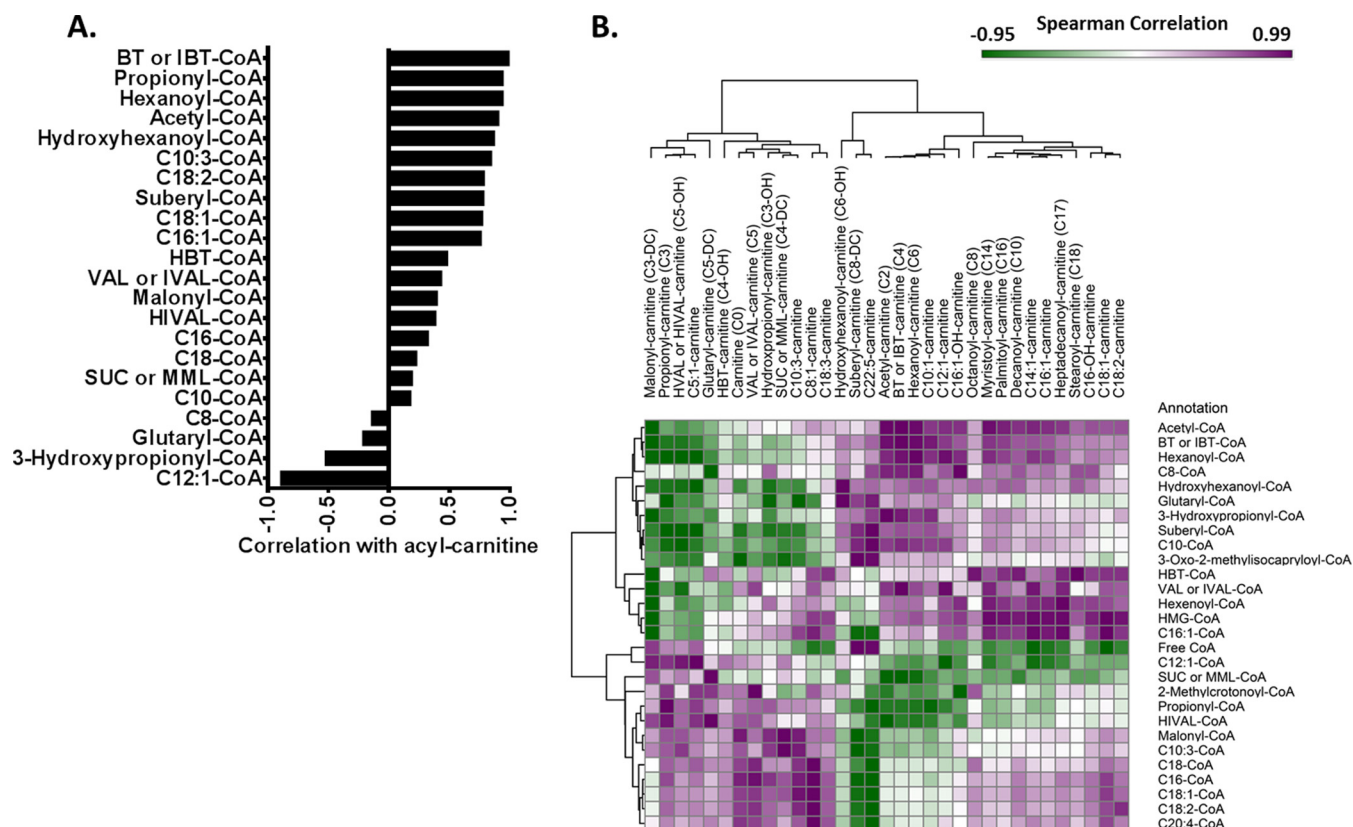 A.
BT or IBT-CoA
Propionyl-CoA
Hexanoyl-CoA
Acetyl-CoA
Hydroxyhexanoyl-CoA
C10:3-CoA
C18:2-CoA
Suberyl-CoA
C18:1-CoA
C16:1-CoA
HBT-CoA
VAL or IVAL-CoA
Malonyl-CoA
HIVAL-CoA
C16-CoA
C18-CoA
SUC or MML-CoA
C10-CoA
C8-CoA
Glutaryl-CoA
3-Hydroxypropionyl-CoA
C12:1-CoA
-1.0
-0.5
0.0
0.5
1.0
Correlation with acyl-carnitine
B.
Spearman Correlation
-0.95
0.99
Malonyl-carnitine (C3-DC)
Propionyl-carnitine (C3)
HVAL or HIVAL-carnitine (C5-OH)
C5:1-carnitine
Glutaryl-carnitine (C5-DC)
HBT-carnitine (C4-OH)
Carnitine (C0)
VAL or IVAL-carnitine (C5)
Hydroxpropionyl-carnitine (C3-OH)
SUC or MML-carnitine (C4-DC)
C10:3-carnitine
C8:1-carnitine
C18:3-carnitine
Hydroxyhexanoyl-carnitine (C6-OH)
Suberyl-carnitine (C8-DC)
C22:5-carnitine
Acetyl-carnitine (C2)
BT or IBT-carnitine (C4)
Hexanoyl-carnitine (C6)
C10:1-carnitine
C12:1-carnitine
C16:1-OH-carnitine
Octanoyl-carnitine (C8)
Myristoyl-carnitine (C14)
Palmitoyl-carnitine (C16)
Decanoyl-carnitine (C10)
C14:1-carnitine
C16:1-carnitine
Heptadecanoyl-carnitine (C17)
Stearoyl-carnitine (C18)
C16-OH-carnitine
C18:1-carnitine
C18:2-carnitine
Annotation
Acetyl-CoA
BT or IBT-CoA
Hexanoyl-CoA
C8-CoA
Hydroxyhexanoyl-CoA
Glutaryl-CoA
3-Hydroxypropionyl-CoA
Suberyl-CoA
C10-CoA
3-Oxo-2-methylisocapryloyl-CoA
HBT-CoA
VAL or IVAL-CoA
Hexenoyl-CoA
HMG-CoA
C16:1-CoA
Free CoA
C12:1-CoA
SUC or MML-CoA
2-Methylcrotonoyl-CoA
Propionyl-CoA
HIVAL-CoA
Malonyl-CoA
C10:3-CoA
C18-CoA
C16-CoA
C18:1-CoA
C18:2-CoA
C20:4-CoA